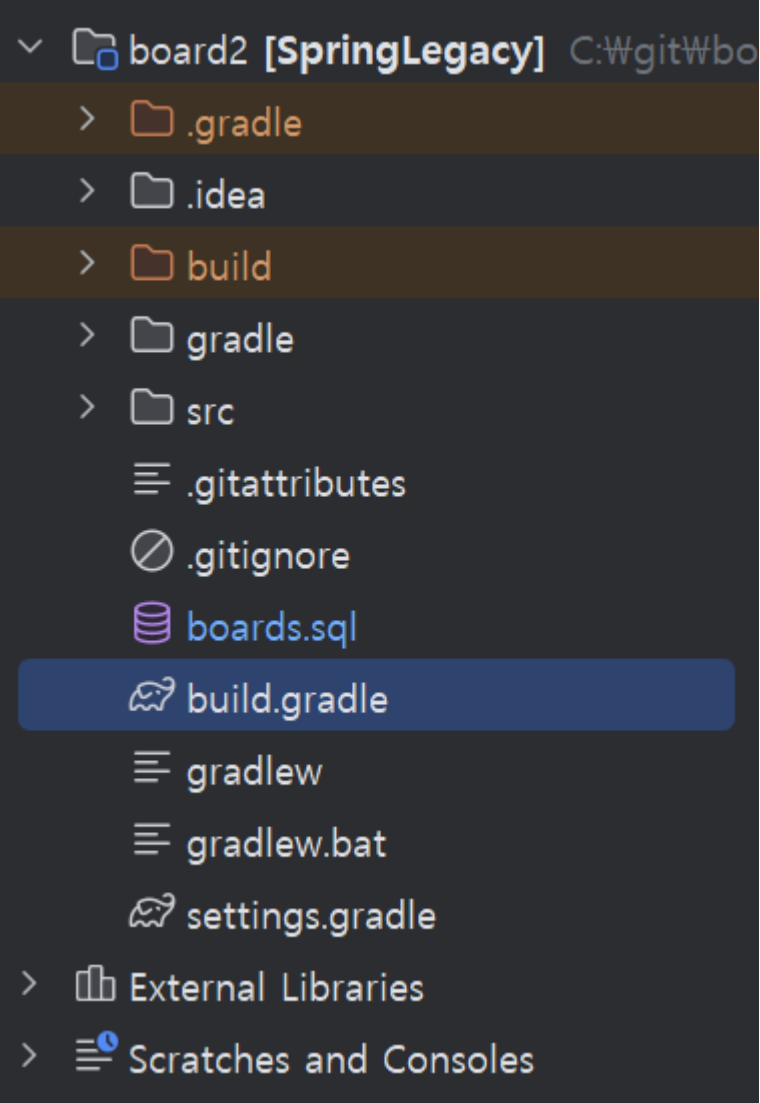 board2 [SpringLegacy] C:₩git₩bo
.gradle
.idea
build
gradle
src
.gitattributes
.gitignore
boards.sql
build.gradle
gradlew
gradlew.bat
settings.gradle
External Libraries
Scratches and Consoles